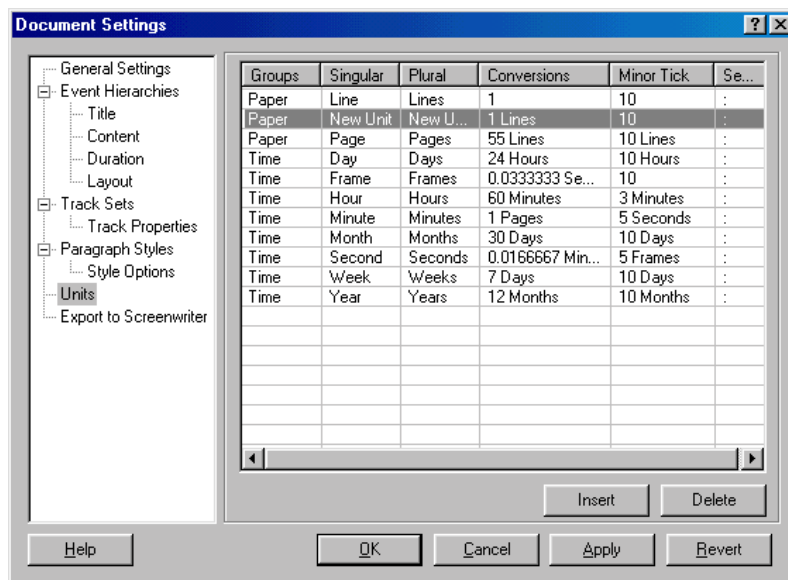 Document Settings
General Settings
Event Hierarchies
Title
Content
Duration
Layout
Track Sets
Track Properties
Paragraph Styles
Style Options
Units
Export to Screenwriter
Groups Singular Plural Conversions Minor Tick Se...
Paper Line Lines 1 10 :
Paper New Unit New U... 1 Lines 10 :
Paper Page Pages 55 Lines 10 Lines :
Time Day Days 24 Hours 10 Hours :
Time Frame Frames 0.0333333 Se... 10 :
Time Hour Hours 60 Minutes 3 Minutes :
Time Minute Minutes 1 Pages 5 Seconds :
Time Month Months 30 Days 10 Days :
Time Second Seconds 0.0166667 Min... 5 Frames :
Time Week Weeks 7 Days 10 Days :
Time Year Years 12 Months 10 Months :
Insert Delete
Help OK Cancel Apply Revert